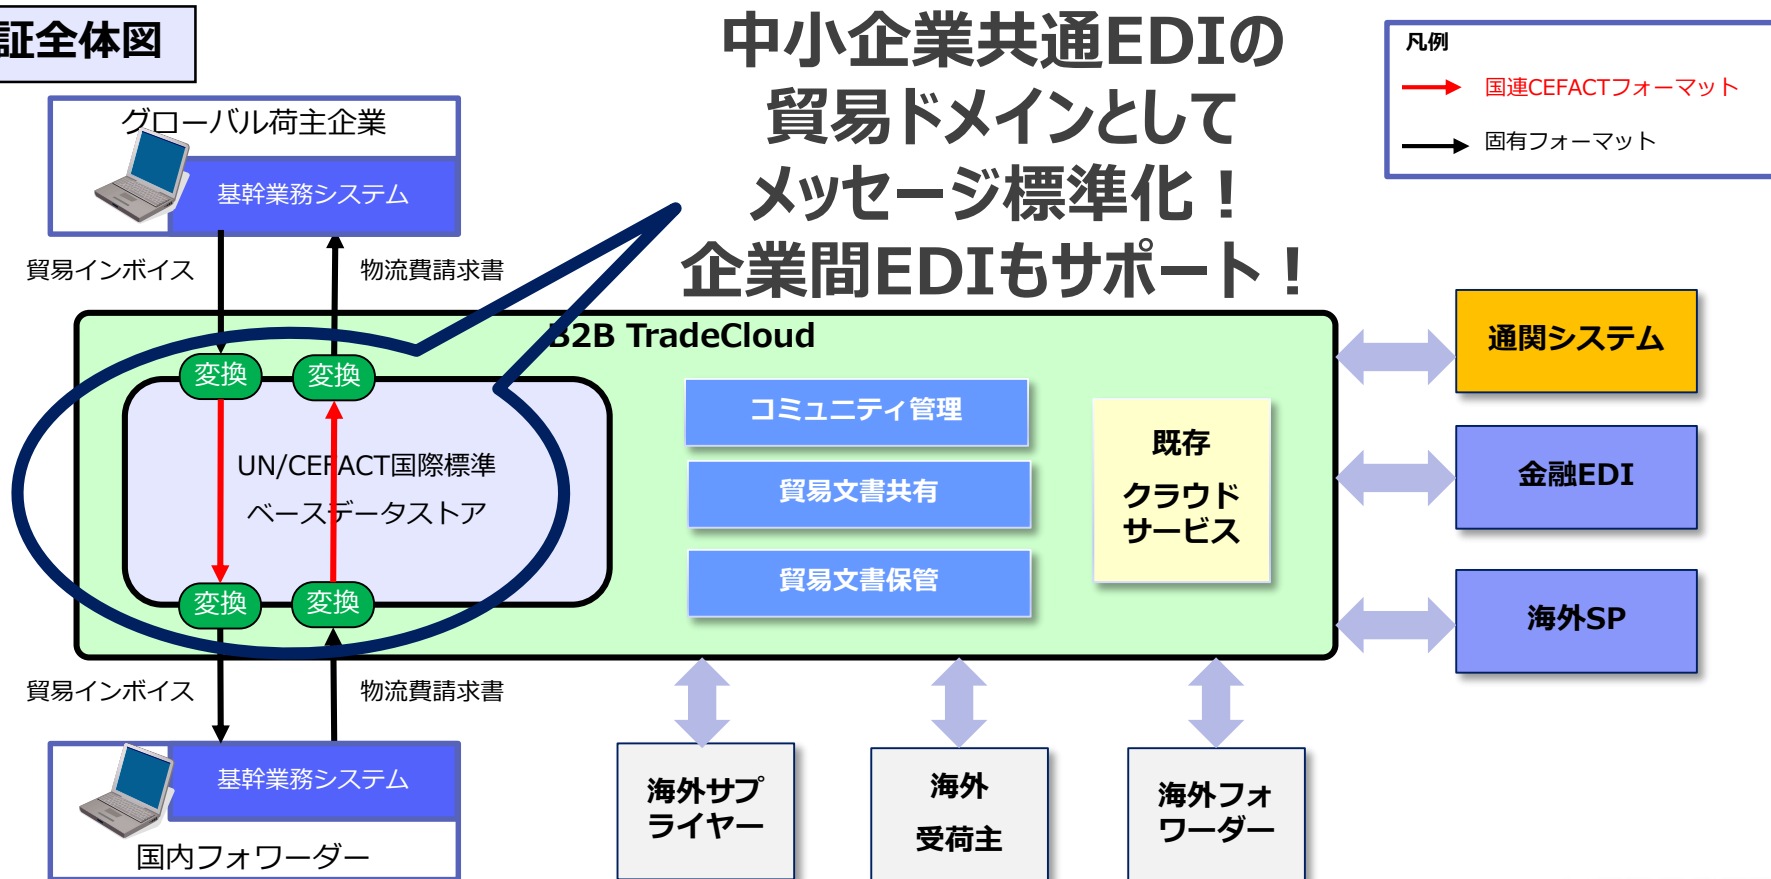 証全体図
中小企業共通EDIの
貿易ドメインとして
メッセージ標準化！
企業間EDIもサポート！
凡例
国連CEFACTフォーマット
固有フォーマット
グローバル荷主企業
基幹業務システム
貿易インボイス
物流費請求書
B2B TradeCloud
変換
変換
UN/CEFACT国際標準
ベースデータストア
変換
変換
コミュニティ管理
貿易文書共有
貿易文書保管
既存
クラウド
サービス
通関システム
金融EDI
海外SP
貿易インボイス
物流費請求書
基幹業務システム
国内フォワーダー
海外サプ
ライヤー
海外
受荷主
海外フォ
ワーダー